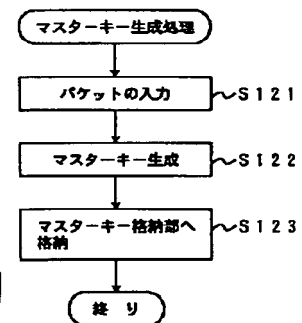 マスターキー生成処理
パケットの入力
S121
マスターキー生成
S122
マスターキー格納部へ
格納
S123
終り